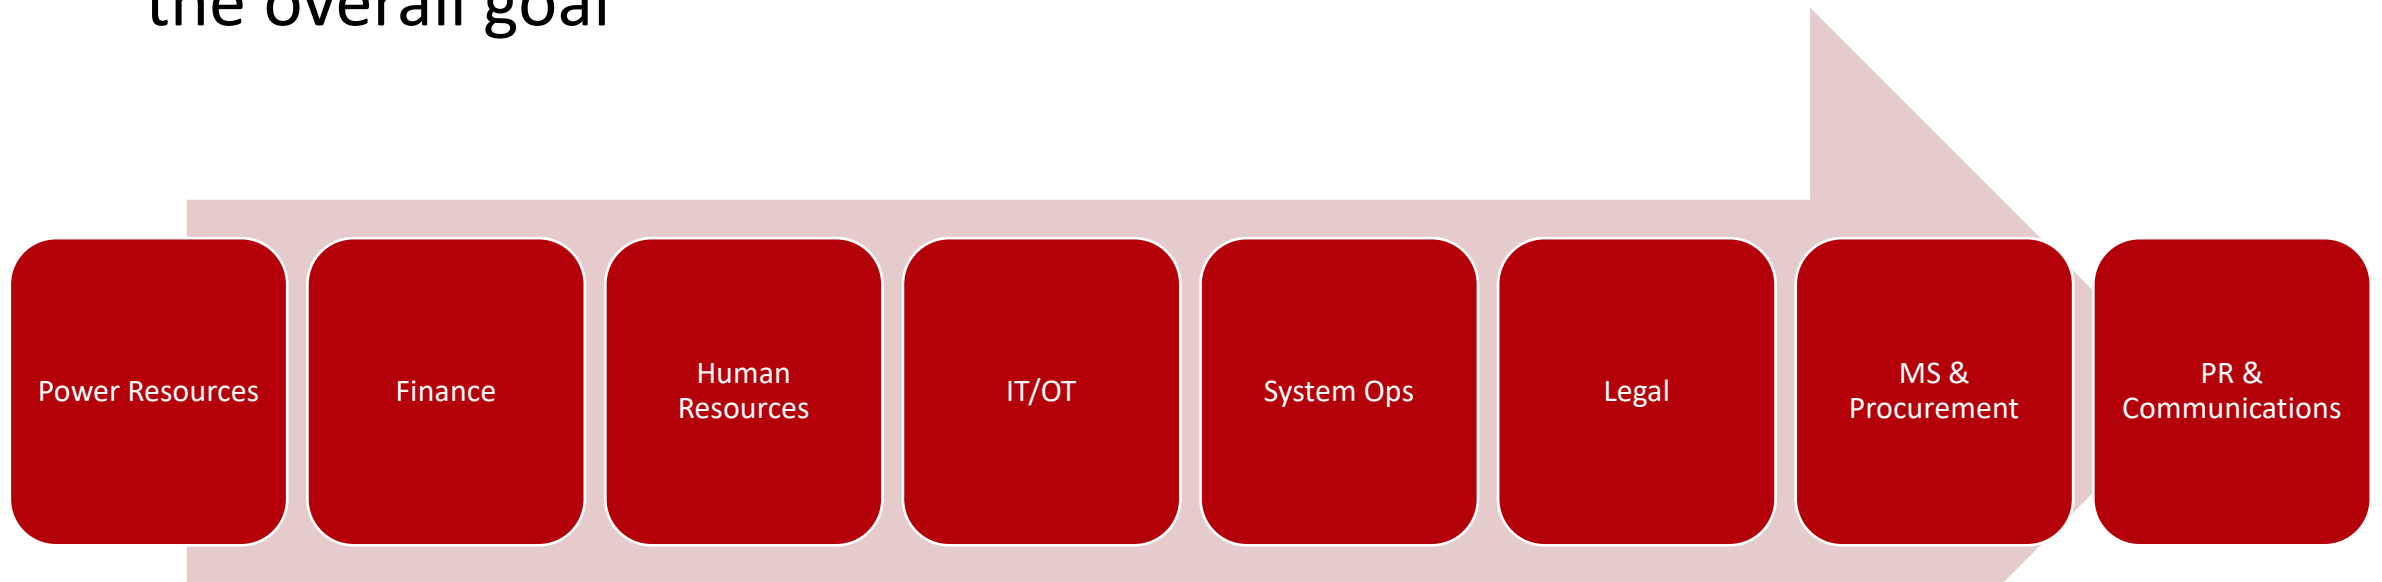 the overall goal
Power Resources
Finance
Human
Resources
IT/OT
System Ops
Legal
MS &
Procurement
PR &
Communications